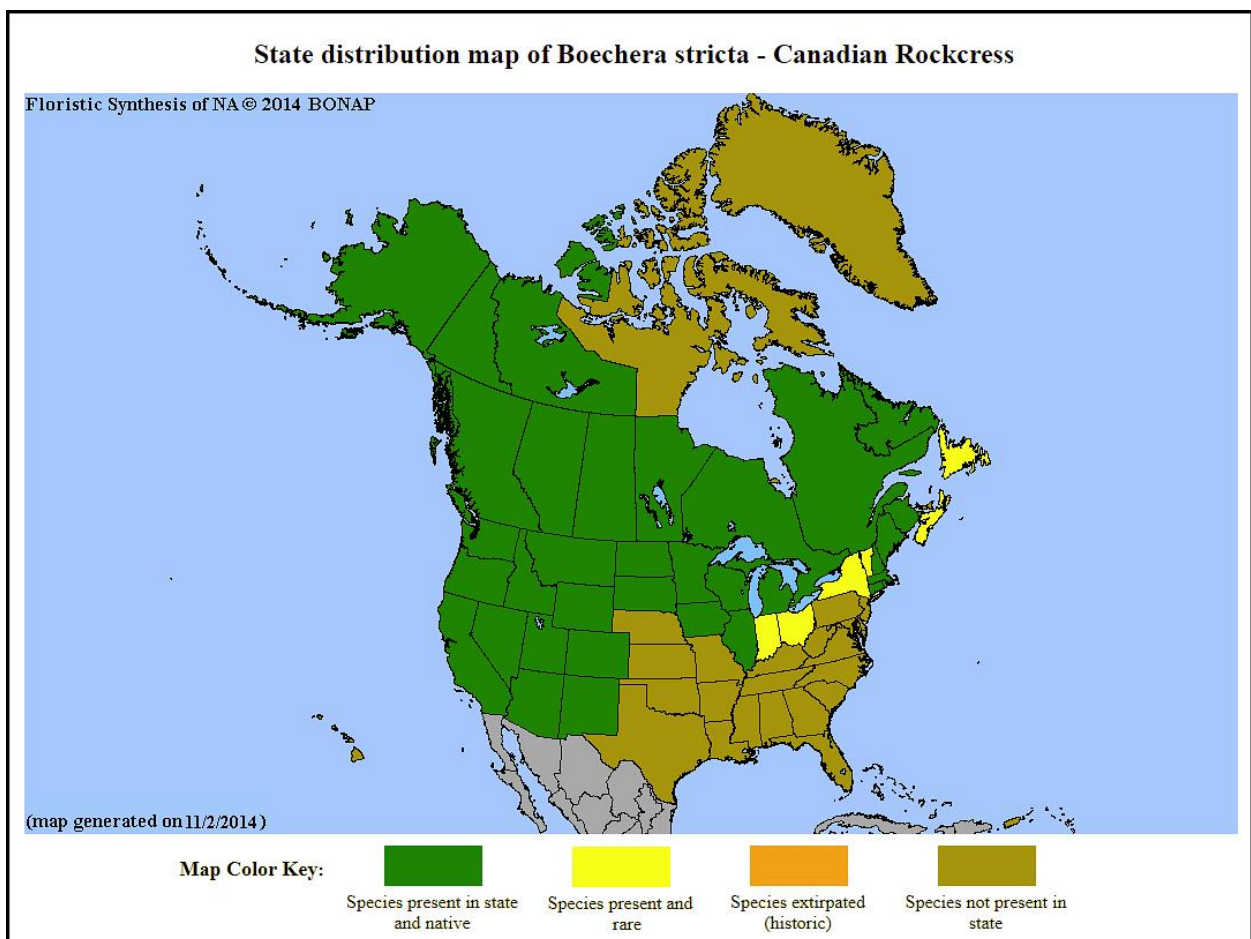 State distribution map of Boechera stricta - Canadian Rockcress
Floristic Synthesis of NA © 2014 BONAP
(map generated on 11/2/2014)
Map Color Key:
Species present in state
and native
Species present and
rare
Species extirpated
(historic)
Species not present in
state